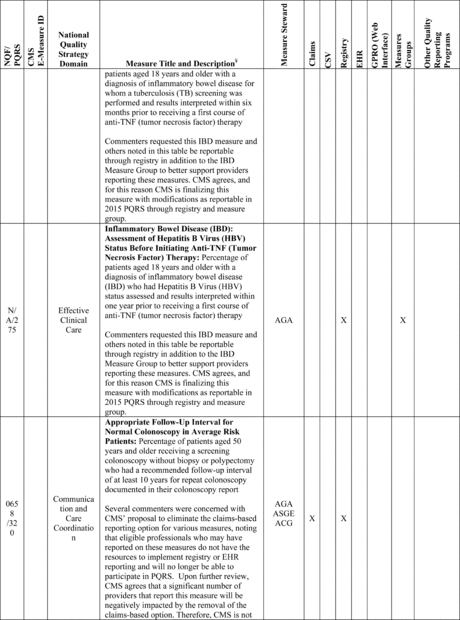 NQF/
PQRS
CMS
E-Measure ID
National
Quality
Strategy
Domain
Measure Title and Description¥
Measure Steward
Claims
CSV
Registry
EHR
GPRO (Web
Interface)
Measures
Groups
Other Quality
Reporting
Programs
patients aged 18 years and older with a
diagnosis of inflammatory bowel disease for
whom a tuberculosis (TB) screening was
performed and results interpreted within six
months prior to receiving a first course of
anti-TNF (tumor necrosis factor) therapy
Commenters requested this IBD measure and
others noted in this table be reportable
through registry in addition to the IBD
Measure Group to better support providers
reporting these measures. CMS agrees, and
for this reason CMS is finalizing this
measure with modifications as reportable in
2015 PQRS through registry and measure
group.
N/
A/2
75
Effective
Clinical
Care
Inflammatory Bowel Disease (IBD):
Assessment of Hepatitis B Virus (HBV)
Status Before Initiating Anti-TNF (Tumor
Necrosis Factor) Therapy: Percentage of
patients aged 18 years and older with a
diagnosis of inflammatory bowel disease
(IBD) who had Hepatitis B Virus (HBV)
status assessed and results interpreted within
one year prior to receiving a first course of
anti-TNF (tumor necrosis factor) therapy
Commenters requested this IBD measure and
others noted in this table be reportable
through registry in addition to the IBD
Measure Group to better support providers
reporting these measures. CMS agrees, and
for this reason CMS is finalizing this
measure with modifications as reportable in
2015 PQRS through registry and measure
group.
AGA
X
X
065
8
/32
0
Communica
tion and
Care
Coordinatio
n
Appropriate Follow-Up Interval for
Normal Colonoscopy in Average Risk
Patients: Percentage of patients aged 50
years and older receiving a screening
colonoscopy without biopsy or polypectomy
who had a recommended follow-up interval
of at least 10 years for repeat colonoscopy
documented in their colonoscopy report
Several commenters were concerned with
CMS' proposal to eliminate the claims-based
reporting option for various measures, noting
that eligible professionals who may have
reported on these measures do not have the
resources to implement registry or EHR
reporting and will no longer be able to
participate in PQRS. Upon further review,
CMS agrees that a significant number of
providers that report this measure will be
negatively impacted by the removal of the
claims-based option. Therefore, CMS is not
AGA
ASGE
ACG
X
X